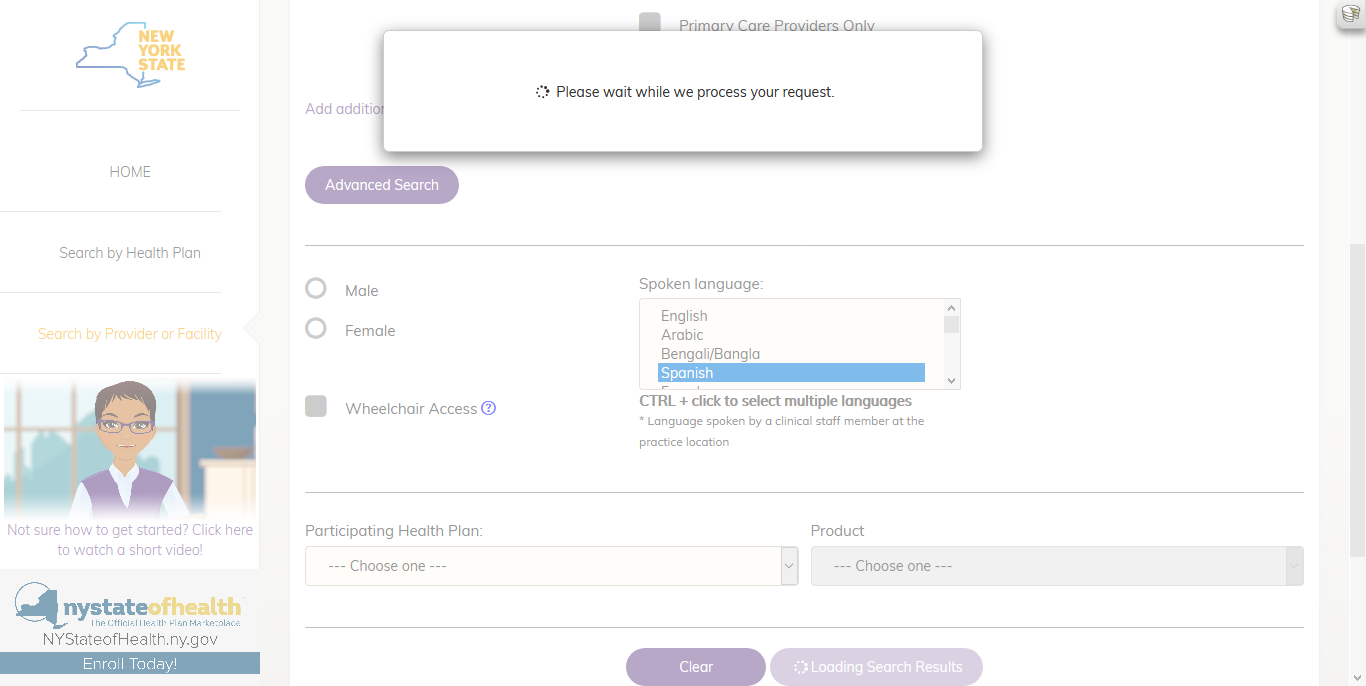 NEW
YORK
STATE
HOME
Search by Health Plan
Search by Provider or Facility
Not sure how to get started? Click here
to watch a short video!
nystateofhealth
The Official Health Plan Marketplace
NYStateofHealth.ny.gov
Enroll Today!
Primary Care Providers Only
Please wait while we process your request.
Add
Advanced Search
Male
Female
Wheelchair Access ?
Spoken language:
English
Arabic
Bengali/Bangla
Spanish
CTRL + click to select multiple languages
* Language spoken by a clinical staff member at the
practice location
Participating Health Plan:
--- Choose one ---
Product
--- Choose one ---
Clear
Loading Search Results